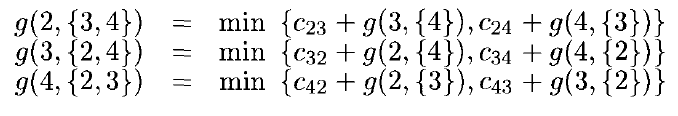 g(2, {3, 4}) = min {c₂₃ + g(3, {4}), c₂₄ + g(4, {3})}
g(3, {2, 4}) = min {c₃₂ + g(2, {4}), c₃₄ + g(4, {2})}
g(4, {2, 3}) = min {c₄₂ + g(2, {3}), c₄₃ + g(3, {2})}